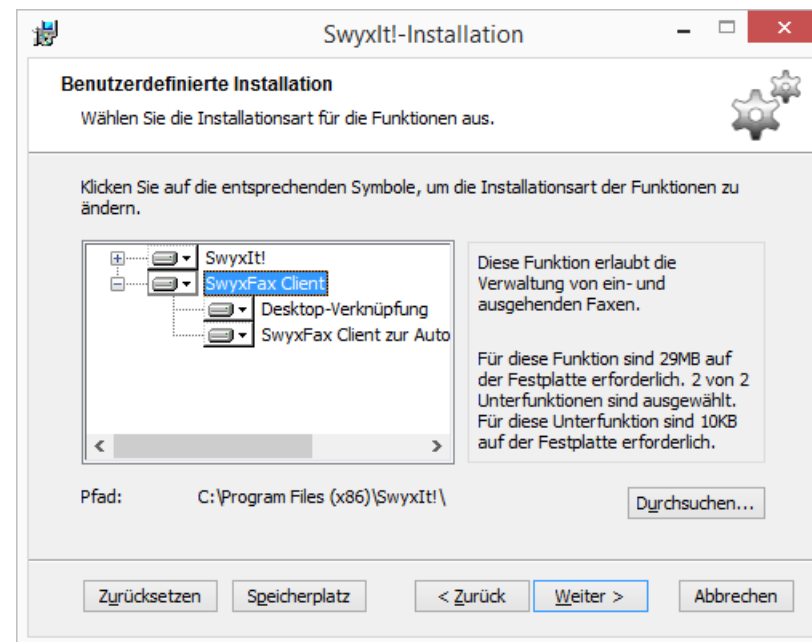 SwyxIt!-Installation
Benutzerdefinierte Installation
Wählen Sie die Installationsart für die Funktionen aus.
Klicken Sie auf die entsprechenden Symbole, um die Installationsart der Funktionen zu
ändern.
SwyxIt!
SwyxFax Client
Desktop-Verknüpfung
SwyxFax Client zur Auto
Diese Funktion erlaubt die
Verwaltung von ein- und
ausgehenden Faxen.
Für diese Funktion sind 29MB auf
der Festplatte erforderlich. 2 von 2
Unterfunktionen sind ausgewählt.
Für diese Unterfunktion sind 10KB
auf der Festplatte erforderlich.
Pfad: C:\Program Files (x86)\SwyxIt!\
Durchsuchen...
Zurücksetzen Speicherplatz < Zurück Weiter > Abbrechen